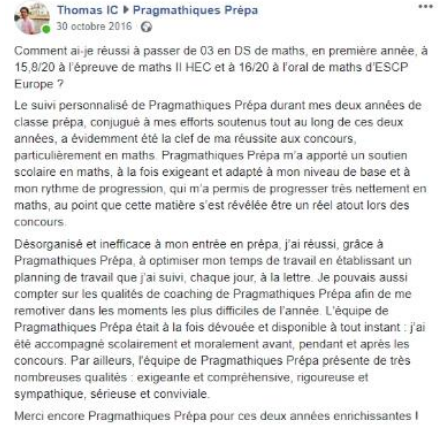 Thomas IC ▸ Pragmathiques Prépa
30 octobre 2016 ·
Comment ai-je réussi à passer de 03 en DS de maths, en première année, à
15,8/20 à l'épreuve de maths II HEC et à 16/20 à l'oral de maths d'ESCP
Europe ?
Le suivi personnalisé de Pragmathiques Prépa durant mes deux années de
classe prépa, conjugué à mes efforts soutenus tout au long de ces deux
années, a évidemment été la clef de ma réussite aux concours,
particulièrement en maths. Pragmathiques Prépa m'a apporté un soutien
scolaire en maths, à la fois exigeant et adapté à mon niveau de base et à
mon rythme de progression, qui m'a permis de progresser très nettement en
maths, au point que cette matière s'est révélée être un réel atout lors des
concours.
Désorganisé et inefficace à mon entrée en prépa, j'ai réussi, grâce à
Pragmathiques Prépa, à optimiser mon temps de travail en établissant un
planning de travail que j'ai suivi, chaque jour, à la lettre. Je pouvais aussi
compter sur les qualités de coaching de Pragmathiques Prépa afin de me
remotiver dans les moments les plus difficiles de l'année. L'équipe de
Pragmathiques Prépa était à la fois dévouée et disponible à tout instant : j'ai
été accompagné scolairement et moralement avant, pendant et après les
concours. Par ailleurs, l'équipe de Pragmathiques Prépa présente de très
nombreuses qualités : exigeante et compréhensive, rigoureuse et
sympathique, sérieuse et conviviale.
Merci encore Pragmathiques Prépa pour ces deux années enrichissantes !